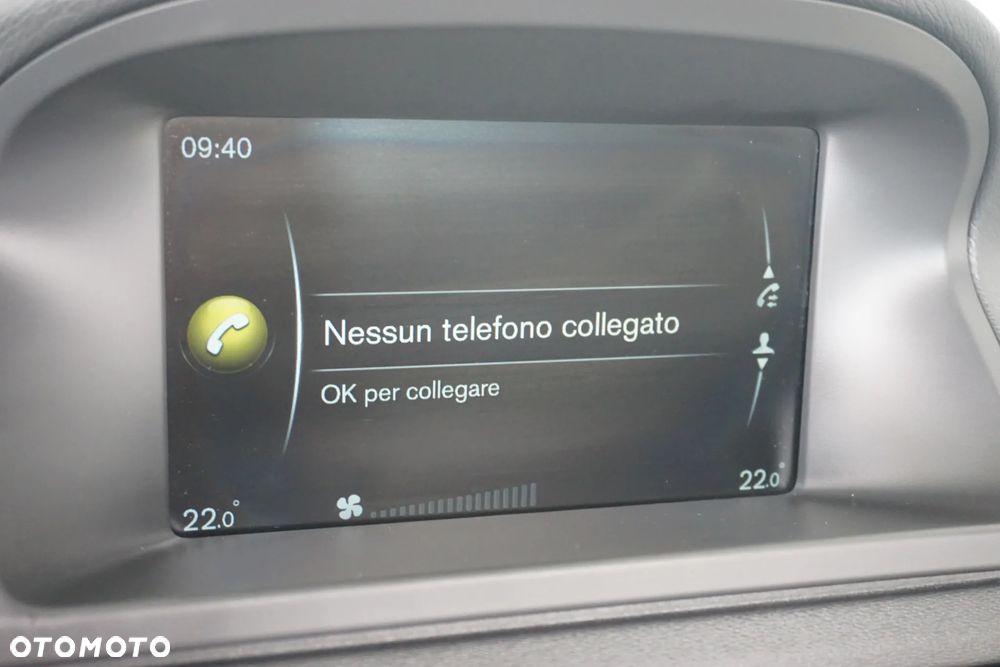 09:40
Nessun telefono collegato
OK per collegare
22.0° 22.0°
OTOMOTO